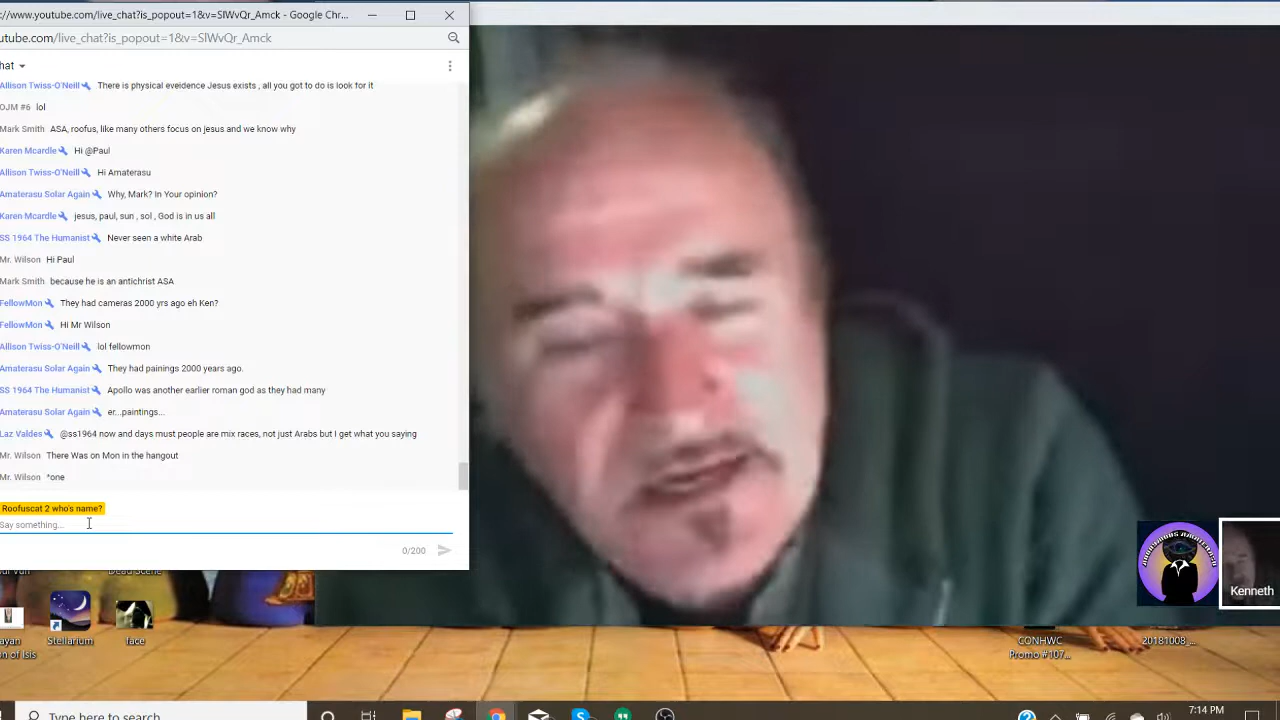 ://www.youtube.com/live_chat?is_popout=1&v=SlWvQr_Amck - Google Chr...
utube.com/live_chat?is_popout=1&v=SlWvQr_Amck
hat
Allison Twiss-O'Neill There is physical eveidence Jesus exists , all you got to do is look for it
OJM #6 lol
Mark Smith ASA, roofus, like many others focus on jesus and we know why
Karen Mcardle Hi @Paul
Allison Twiss-O'Neill Hi Amaterasu
Amaterasu Solar Again Why, Mark? In Your opinion?
Karen Mcardle jesus, paul, sun , sol , God is in us all
SS 1964 The Humanist Never seen a white Arab
Mr. Wilson Hi Paul
Mark Smith because he is an antichrist ASA
FellowMon They had cameras 2000 yrs ago eh Ken?
FellowMon Hi Mr Wilson
Allison Twiss-O'Neill lol fellowmon
Amaterasu Solar Again They had painings 2000 years ago.
SS 1964 The Humanist Apollo was another earlier roman god as they had many
Amaterasu Solar Again er...paintings...
Laz Valdes @ss1964 now and days must people are mix races, not just Arabs but I get what you saying
Mr. Wilson There Was on Mon in the hangout
Mr. Wilson *one
Roofuscat 2 who's name?
Say something...
0/200
Kenneth
Dead Scene
ayan
on of Isis
Stellarium
face
CONHWC
Promo #107...
20181008_...
Type here to search
7:14 PM